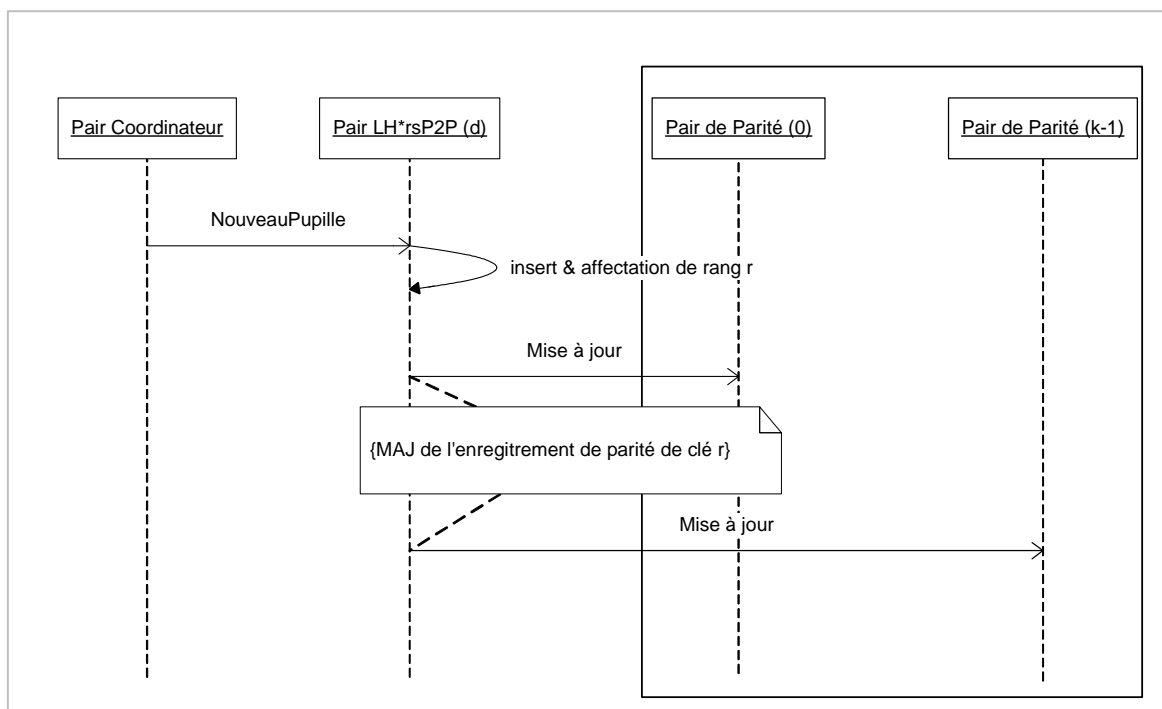 Pair Coordinateur
Pair LH*rsP2P (d)
Pair de Parité (0)
Pair de Parité (k-1)
NouveauPupille
insert & affectation de rang r
Mise à jour
{MAJ de l'enregitrement de parité de clé r}
Mise à jour